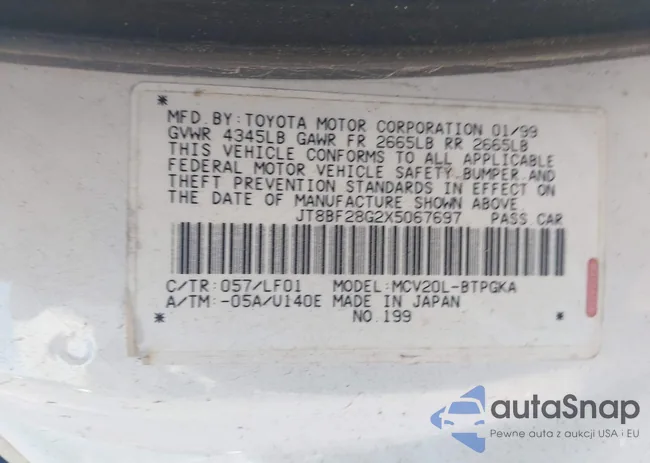 *
MFD. BY: TOYOTA MOTOR CORPORATION 01/99
GVWR 4345LB GAWR FR 2665LB RR 2665LB
THIS VEHICLE CONFORMS TO ALL APPLICABLE
FEDERAL MOTOR VEHICLE SAFETY, BUMPER, AND
THEFT PREVENTION STANDARDS IN EFFECT ON
THE DATE OF MANUFACTURE SHOWN ABOVE.
JT8BF28G2X5067697 PASS CAR
C/TR: 057/LF01 MODEL: MCV20L-BTPGKA
A/TM: -05A/U140E MADE IN JAPAN
* NO. 199 *
autaSnap
Pewne auta z aukcji USA i EU